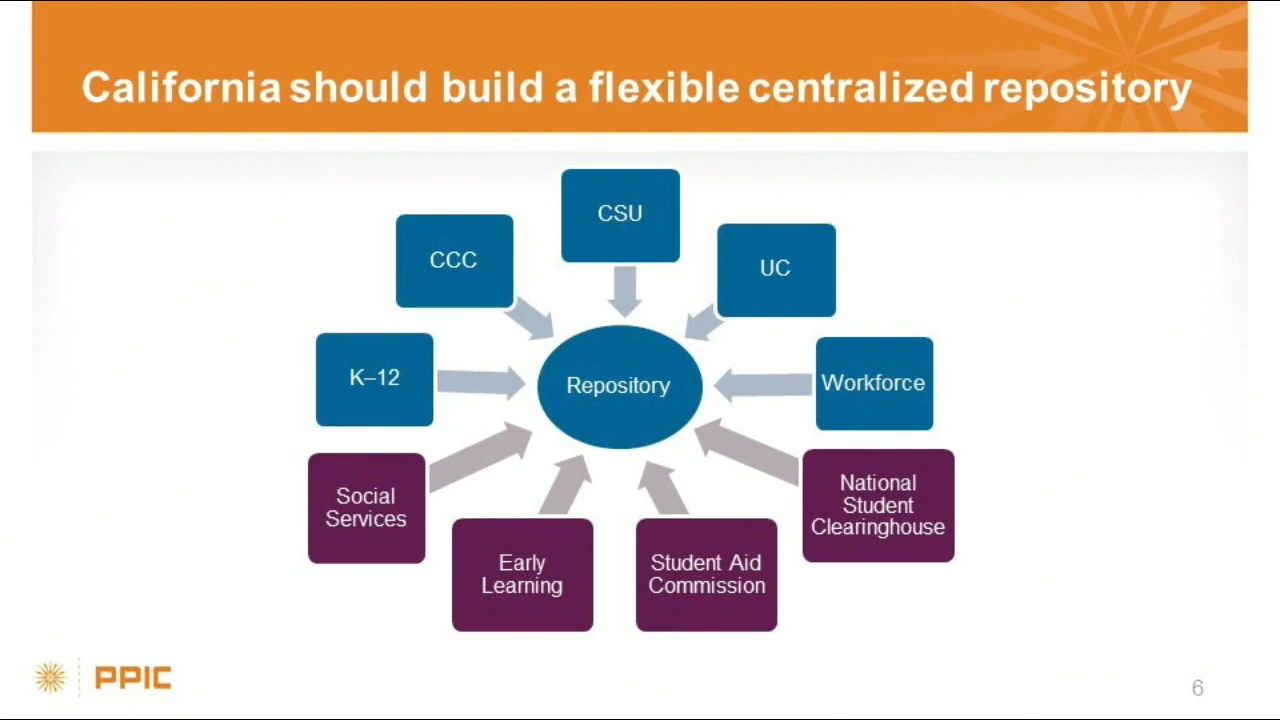 California should build a flexible centralized repository
CSU
CCC
UC
K–12
Repository
Workforce
Social
Services
National
Student
Clearinghouse
Early
Learning
Student Aid
Commission
PPIC
6